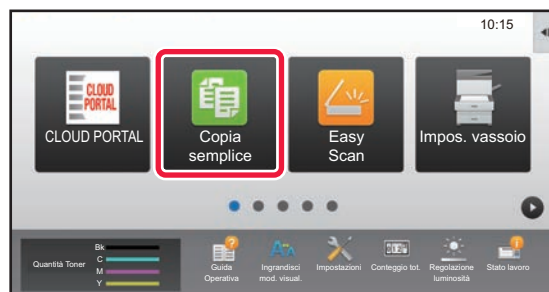 10:15
CLOUD
PORTAL
CLOUD PORTAL
Copia
semplice
Easy
Scan
Impos. vassoio
Quantità Toner
Bk
C
M
Y
Guida
Operativa
Ingrandisci
mod. visual.
Impostazioni
Conteggio tot.
Regolazione
luminosità
Stato lavoro